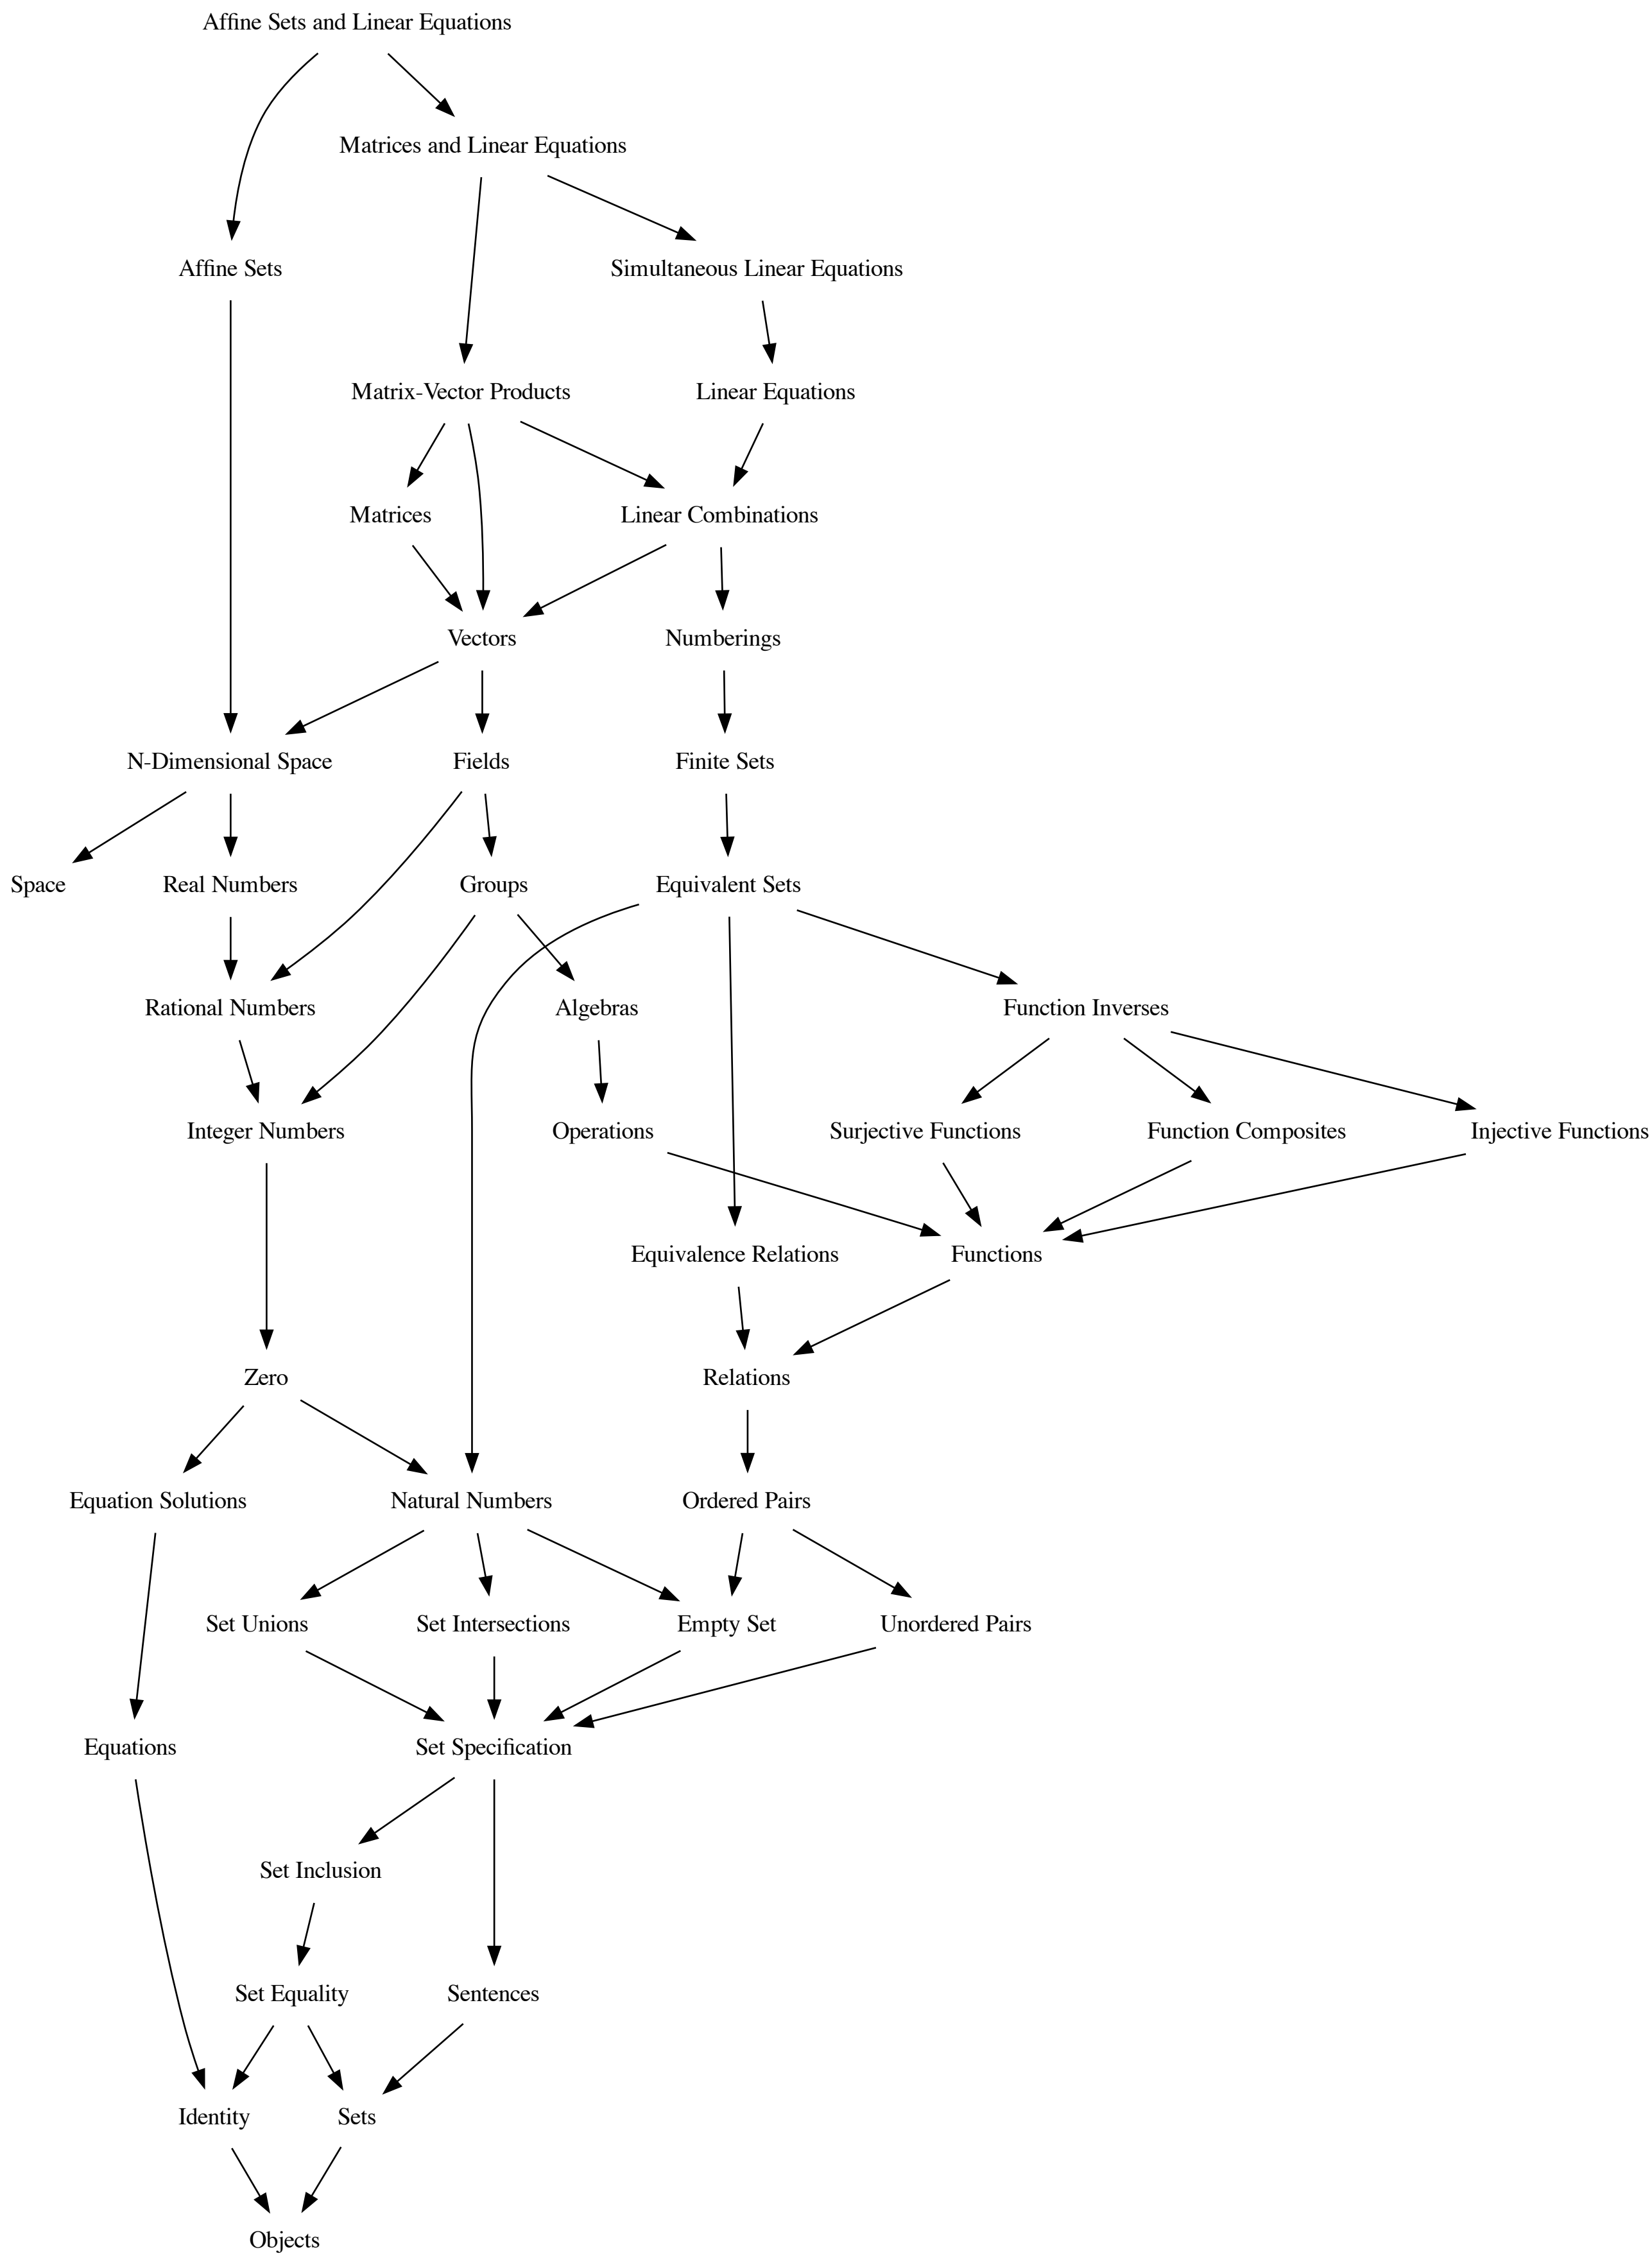 Affine Sets and Linear Equations
Matrices and Linear Equations
Affine Sets
Simultaneous Linear Equations
Matrix-Vector Products
Linear Equations
Matrices
Linear Combinations
Vectors
Numberings
N-Dimensional Space
Fields
Finite Sets
Space
Real Numbers
Groups
Equivalent Sets
Rational Numbers
Algebras
Function Inverses
Integer Numbers
Operations
Surjective Functions
Function Composites
Injective Functions
Equivalence Relations
Functions
Zero
Relations
Equation Solutions
Natural Numbers
Ordered Pairs
Set Unions
Set Intersections
Empty Set
Unordered Pairs
Equations
Set Specification
Set Inclusion
Set Equality
Sentences
Identity
Sets
Objects